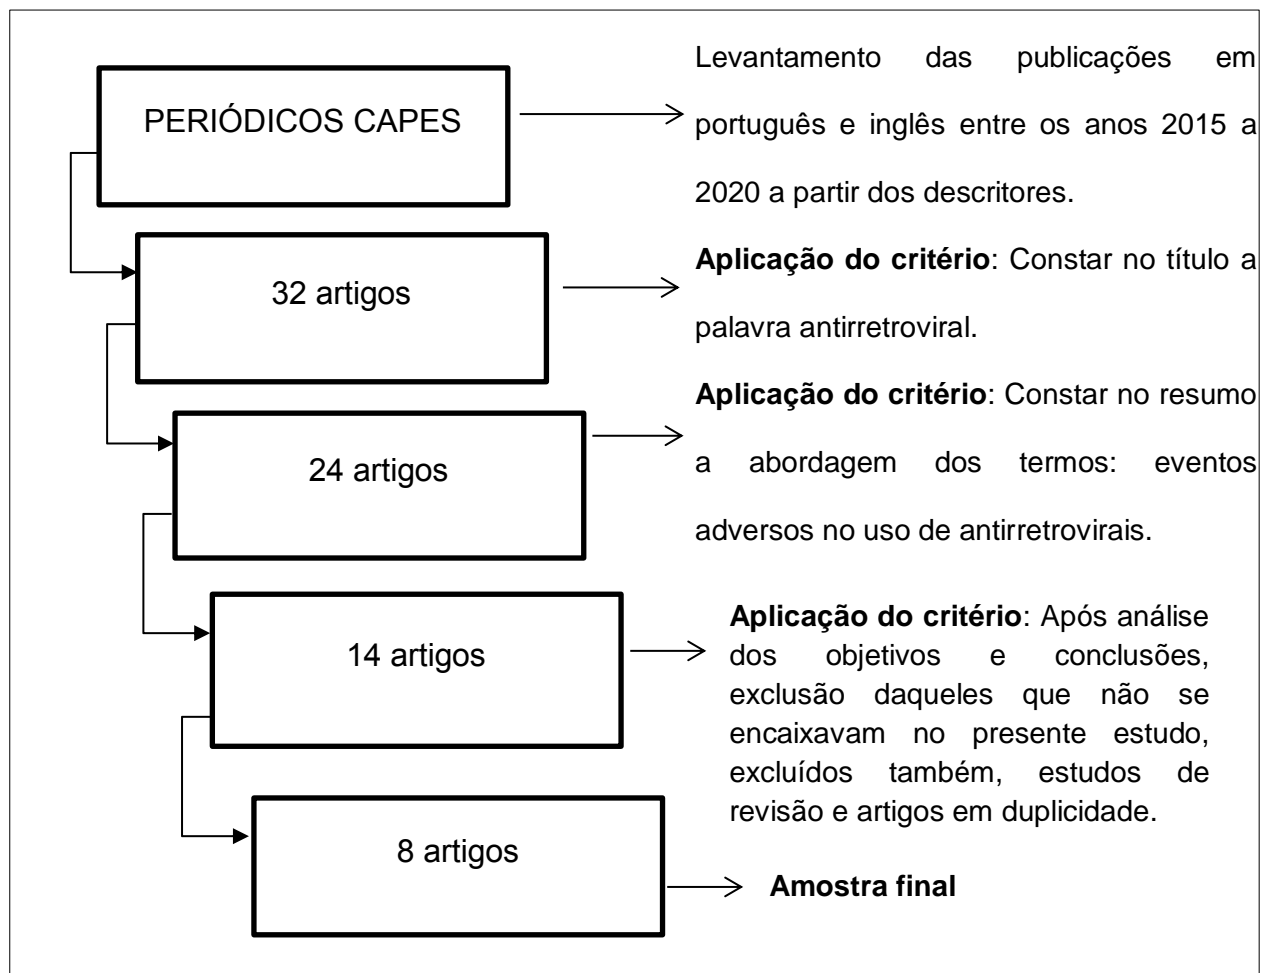 PERIÓDICOS CAPES
Levantamento das publicações em
português e inglês entre os anos 2015 a
2020 a partir dos descritores.
32 artigos
Aplicação do critério: Constar no título a
palavra antirretroviral.
24 artigos
Aplicação do critério: Constar no resumo
a abordagem dos termos: eventos
adversos no uso de antirretrovirais.
14 artigos
Aplicação do critério: Após análise
dos objetivos e conclusões,
exclusão daqueles que não se
encaixavam no presente estudo,
excluídos também, estudos de
revisão e artigos em duplicidade.
8 artigos
Amostra final